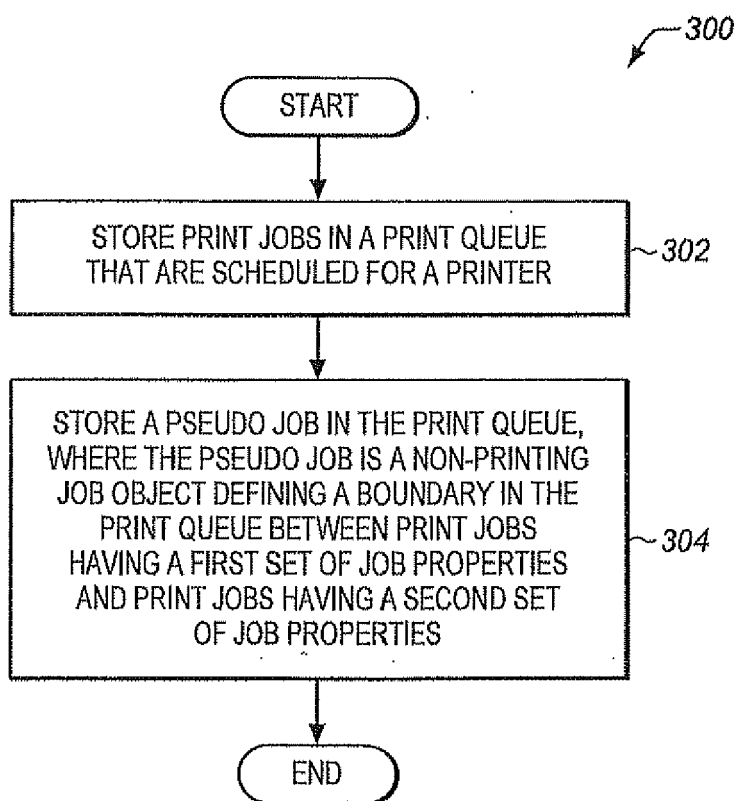 300
START
STORE PRINT JOBS IN A PRINT QUEUE
THAT ARE SCHEDULED FOR A PRINTER
302
STORE A PSEUDO JOB IN THE PRINT QUEUE,
WHERE THE PSEUDO JOB IS A NON-PRINTING
JOB OBJECT DEFINING A BOUNDARY IN THE
PRINT QUEUE BETWEEN PRINT JOBS
HAVING A FIRST SET OF JOB PROPERTIES
AND PRINT JOBS HAVING A SECOND SET
OF JOB PROPERTIES
304
END